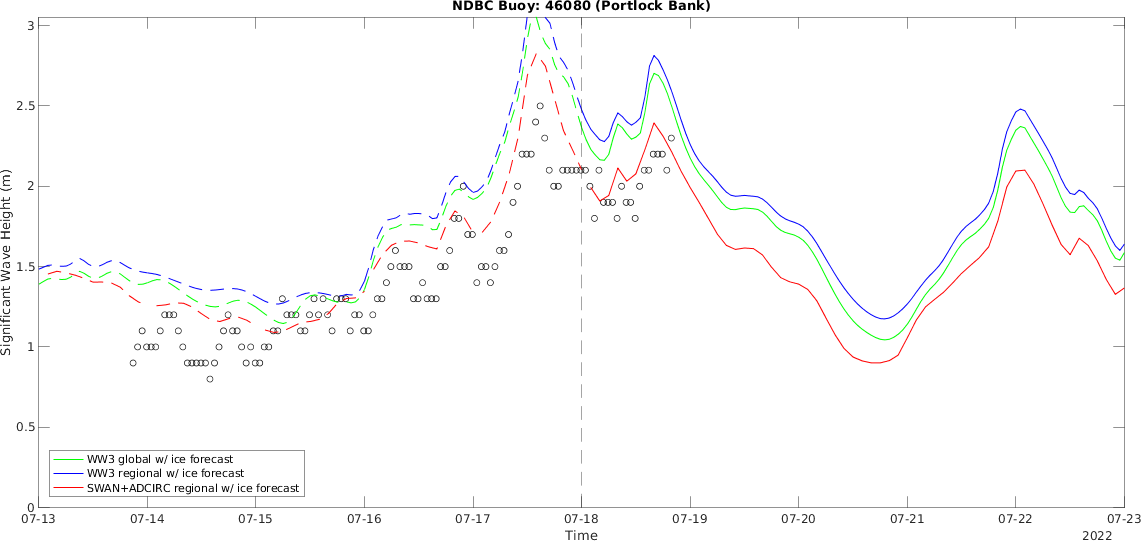 NDBC Buoy: 46080 (Portlock Bank)
3
2.5
2
1.5
1
0.5
0
Significant Wave Height (m)
WW3 global w/ ice forecast
WW3 regional w/ ice forecast
SWAN+ADCIRC regional w/ ice forecast
07-13 07-14 07-15 07-16 07-17 07-18 07-19 07-20 07-21 07-22 07-23
Time
2022